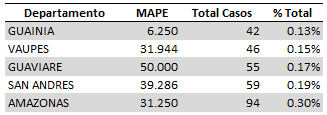 Departamento MAPE Total Casos % Total
GUAINIA 6.250 42 0.13%
VAUPES 31.944 46 0.15%
GUAVIARE 50.000 55 0.17%
SAN ANDRES 39.286 59 0.19%
AMAZONAS 31.250 94 0.30%